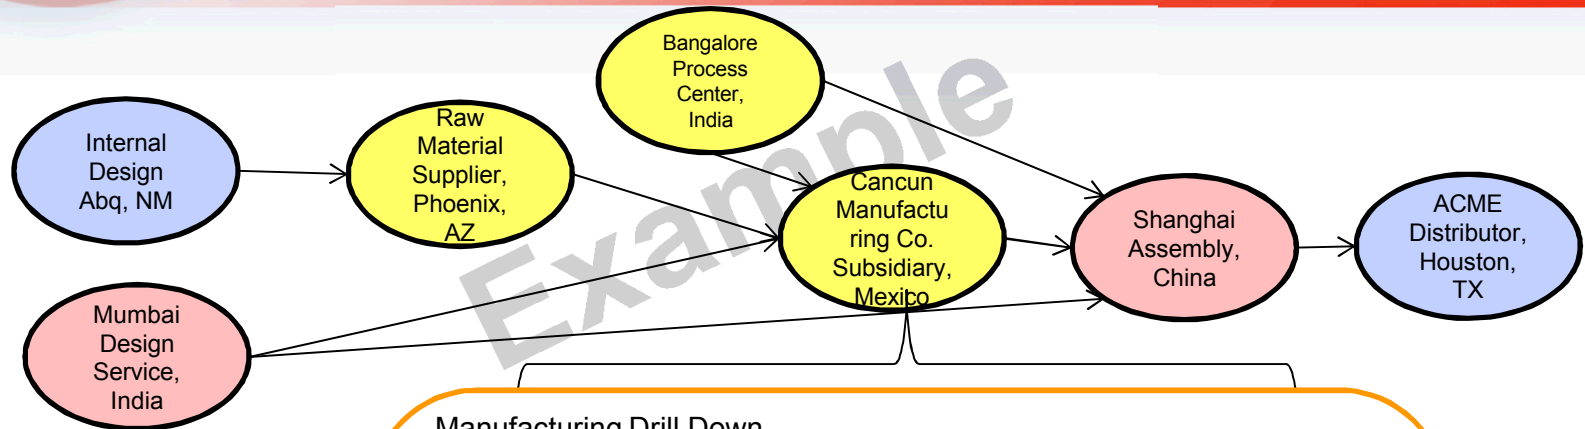 Bangalore
Process
Center,
India
Internal
Design
Abq, NM
Raw
Material
Supplier,
Phoenix,
AZ
Example
Cancun
Manufactu
ring Co.
Subsidiary,
Mexico
Shanghai
Assembly,
China
ACME
Distributor,
Houston,
TX
Mumbai
Design
Service,
India
Manufacturing Drill Down